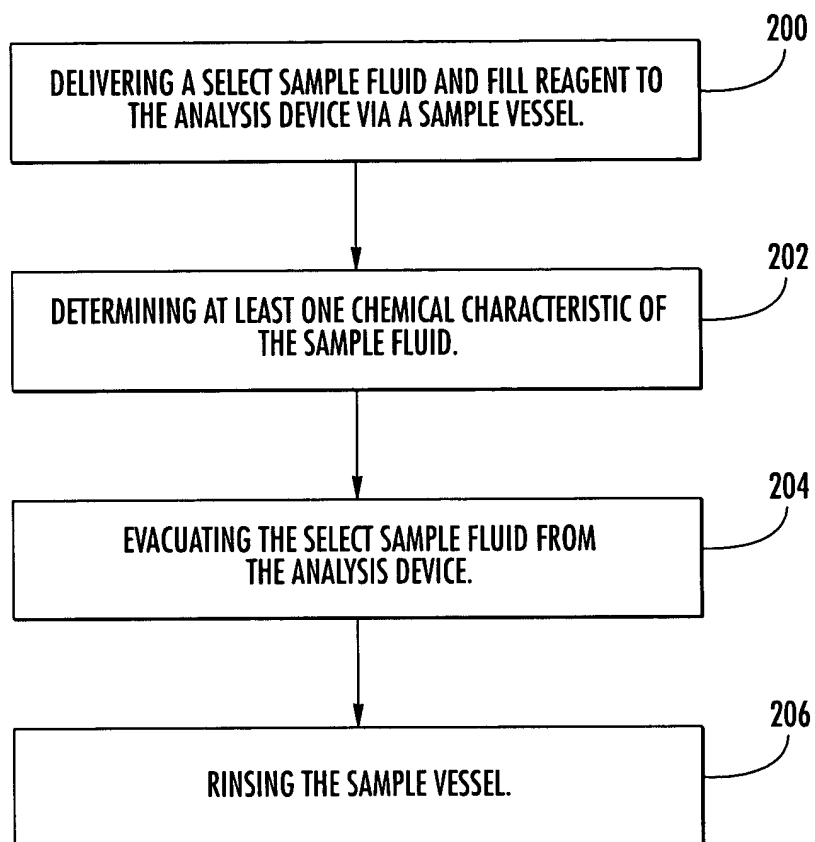 200
DELIVERING A SELECT SAMPLE FLUID AND FILL REAGENT TO
THE ANALYSIS DEVICE VIA A SAMPLE VESSEL.
202
DETERMINING AT LEAST ONE CHEMICAL CHARACTERISTIC OF
THE SAMPLE FLUID.
204
EVACUATING THE SELECT SAMPLE FLUID FROM
THE ANALYSIS DEVICE.
206
RINSING THE SAMPLE VESSEL.